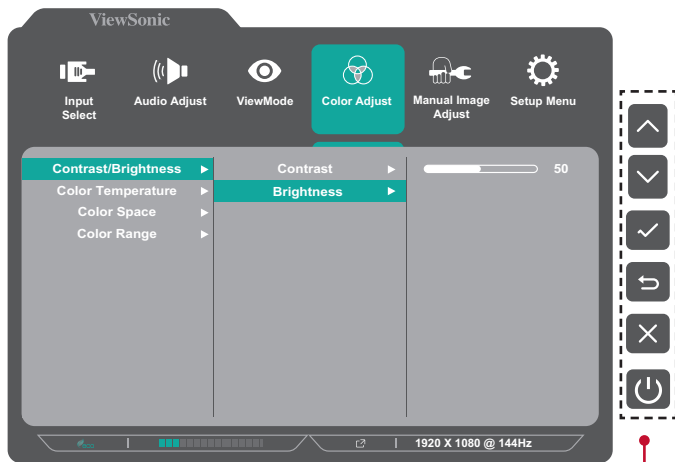 ViewSonic
Input Select
Audio Adjust
ViewMode
Color Adjust
Manual Image Adjust
Setup Menu
Contrast/Brightness
Contrast
50
Color Temperature
Brightness
Color Space
Color Range
1920 X 1080 @ 144Hz